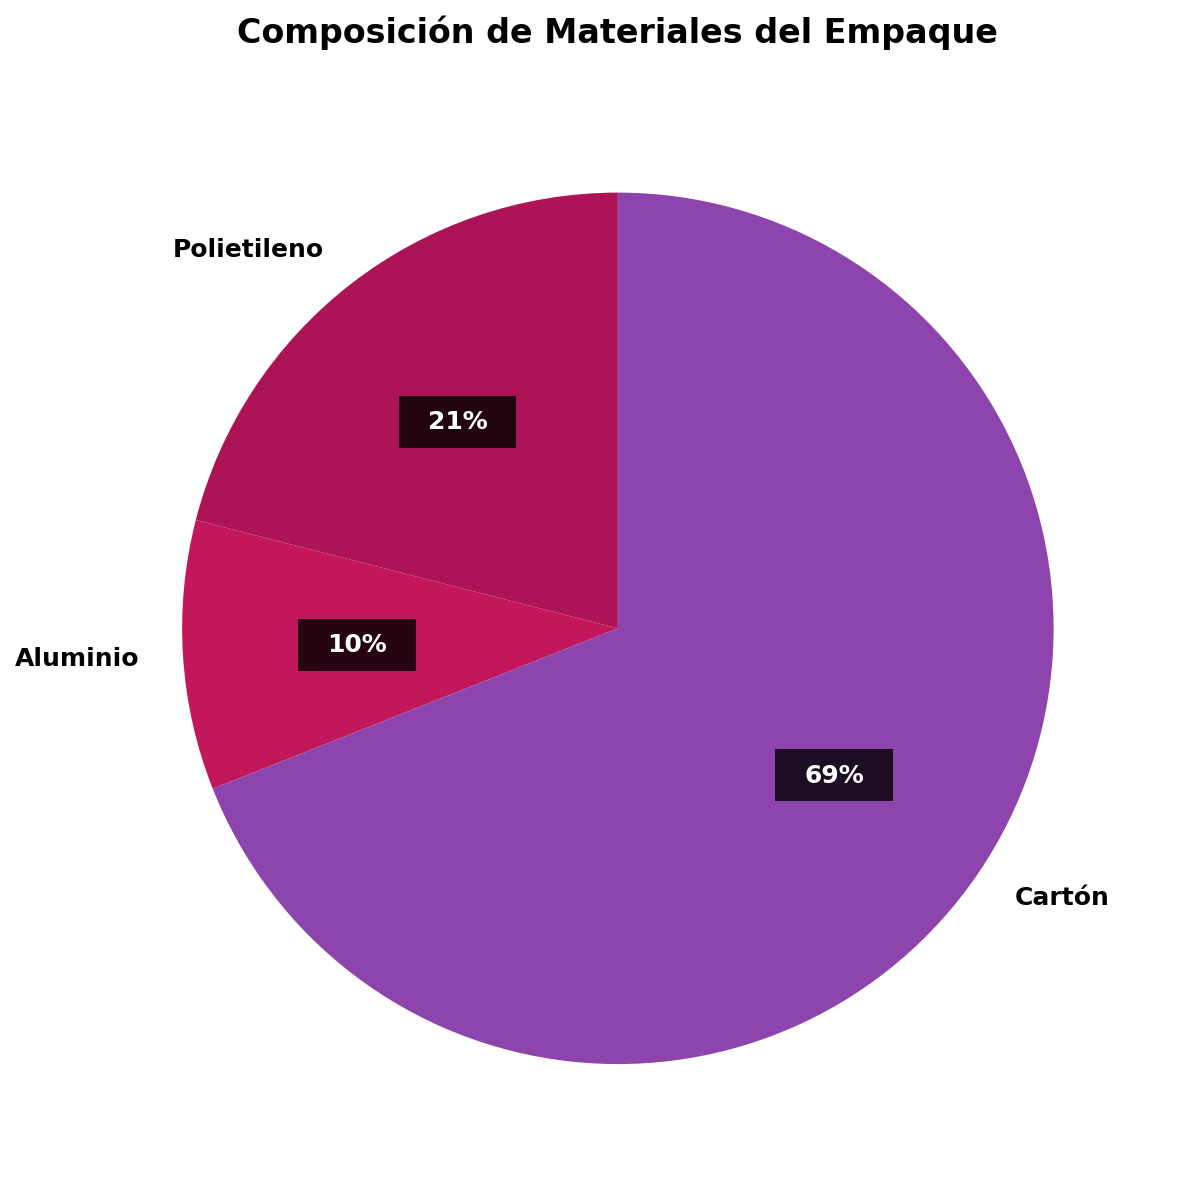 Composición de Materiales del Empaque
Polietileno
21%
10%
Aluminio
69%
Cartón